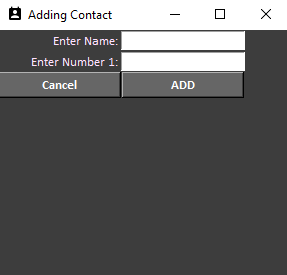 Adding Contact
Enter Name:
Enter Number 1:
Cancel ADD